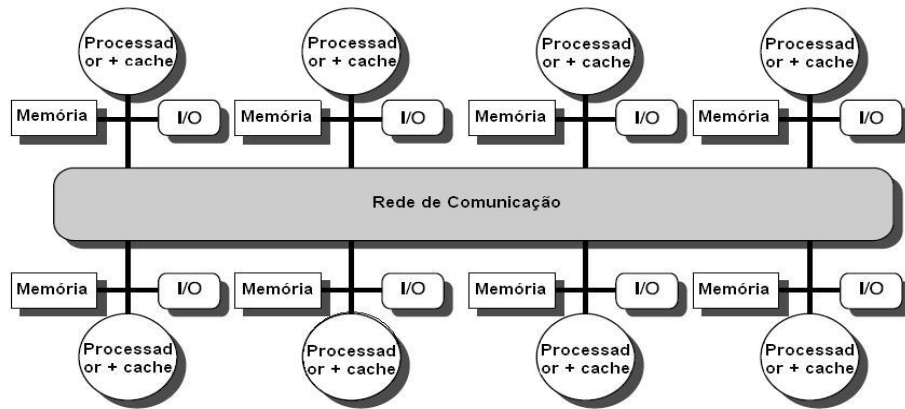 Processad
or + cache
Processad
or + cache
Processad
or + cache
Processad
or + cache
Memória
I/O
Memória
I/O
Memória
I/O
Memória
I/O
Rede de Comunicação
Memória
I/O
Memória
I/O
Memória
I/O
Memória
I/O
Processad
or + cache
Processad
or + cache
Processad
or + cache
Processad
or + cache